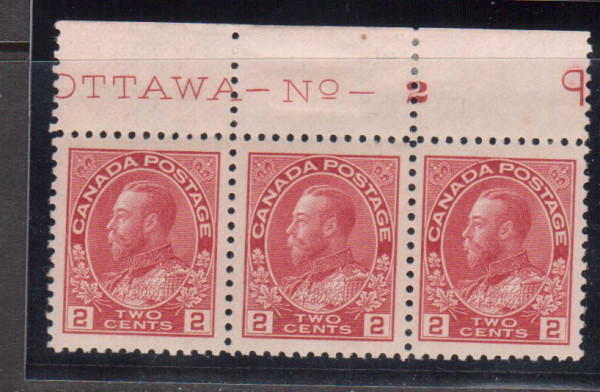 OTTAWA – No – 2
CANADA POSTAGE CANADA POSTAGE CANADA POSTAGE
2 TWO CENTS 2 2 TWO CENTS 2 2 TWO CENTS 2